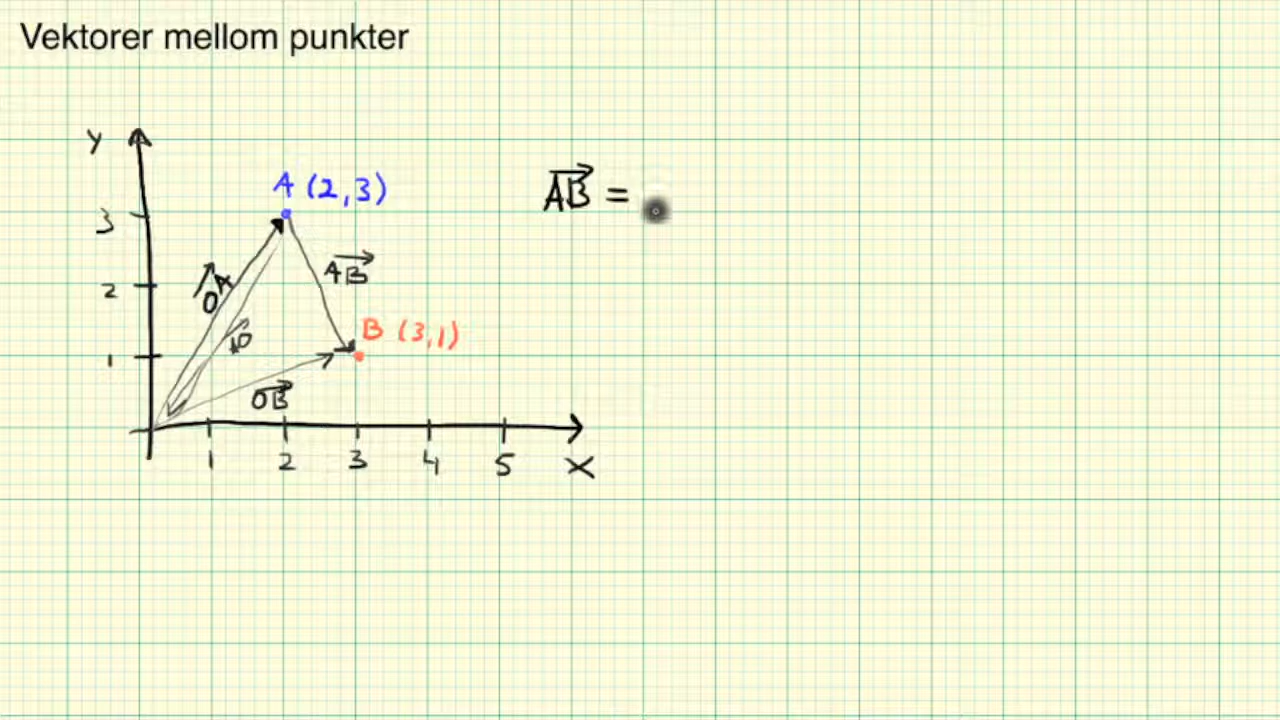 Vektorer mellom punkter
Y
A (2,3)
AB =
3
2
1
OA
AB
AO
B (3,1)
OB
1 2 3 4 5 X